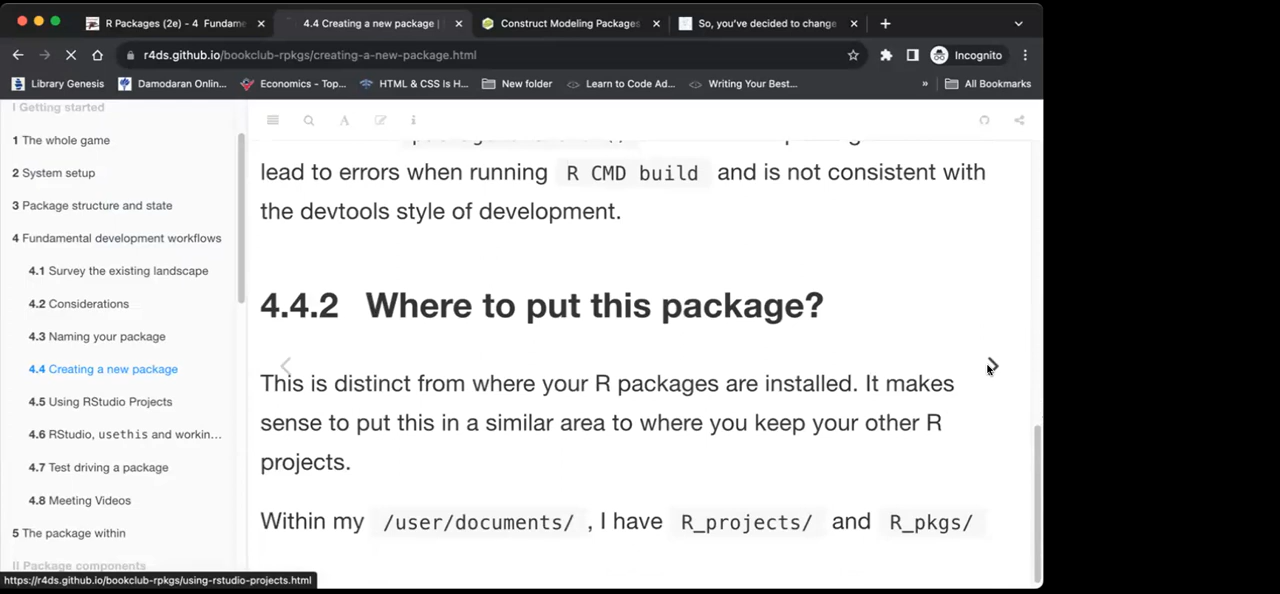 R Packages (2e) - 4 Fundame
4.4 Creating a new package |
Construct Modeling Packages
So, you've decided to change
r4ds.github.io/bookclub-rpkgs/creating-a-new-package.html
Incognito
Library Genesis
Damodaran Onlin...
Economics - Top...
HTML & CSS Is H...
New folder
Learn to Code Ad...
Writing Your Best...
»
All Bookmarks
I Getting started
1 The whole game
2 System setup
3 Package structure and state
4 Fundamental development workflows
4.1 Survey the existing landscape
4.2 Considerations
4.3 Naming your package
4.4 Creating a new package
4.5 Using RStudio Projects
4.6 RStudio, usethis and workin...
4.7 Test driving a package
4.8 Meeting Videos
5 The package within
II Package components
lead to errors when running R CMD build and is not consistent with
the devtools style of development.
4.4.2 Where to put this package?
This is distinct from where your R packages are installed. It makes
sense to put this in a similar area to where you keep your other R
projects.
Within my /user/documents/ , I have R_projects/ and R_pkgs/
https://r4ds.github.io/bookclub-rpkgs/using-rstudio-projects.html